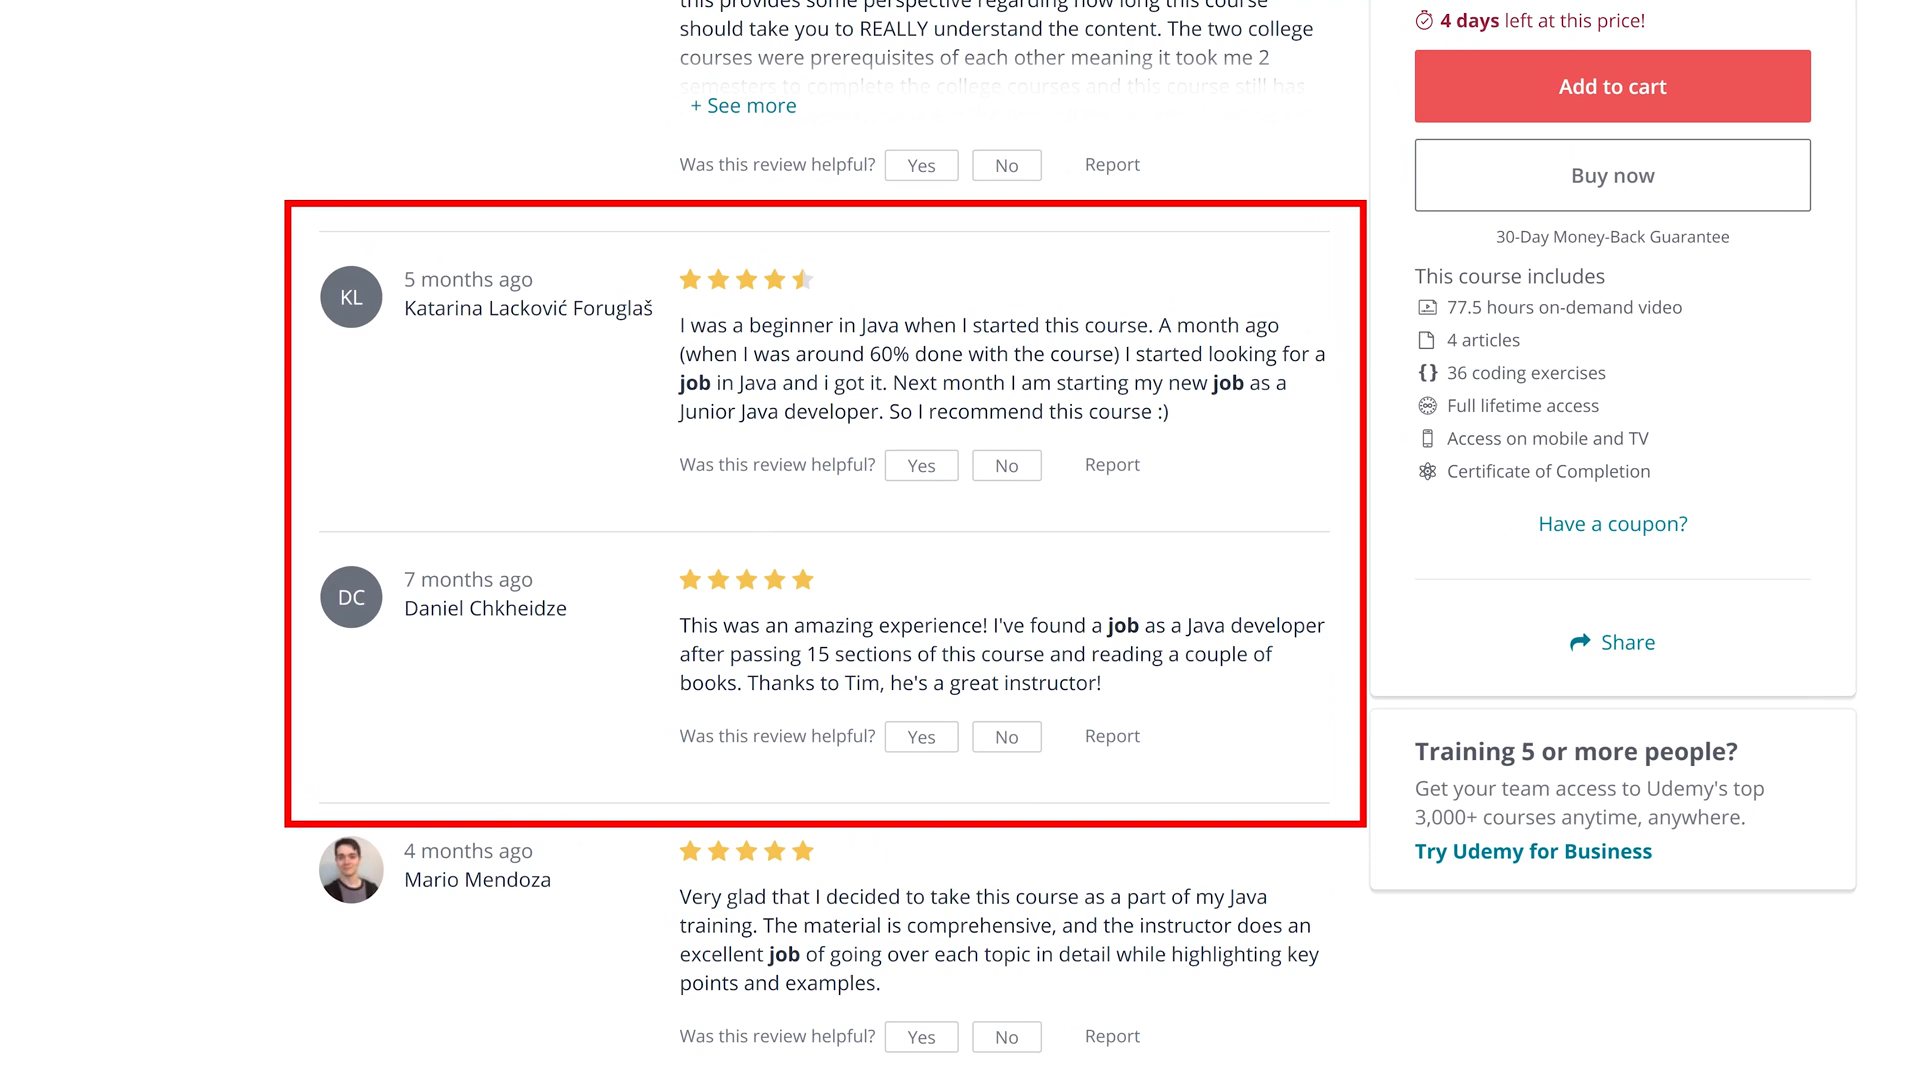 this provides some perspective regarding how long this course
should take you to REALLY understand the content. The two college
courses were prerequisites of each other meaning it took me 2
semesters to complete the college courses and this course still has
+ See more
Was this review helpful? Yes No Report
5 months ago
Katarina Lacković Foruglaš
KL
I was a beginner in Java when I started this course. A month ago
(when I was around 60% done with the course) I started looking for a
job in Java and i got it. Next month I am starting my new job as a
Junior Java developer. So I recommend this course :)
Was this review helpful? Yes No Report
7 months ago
Daniel Chkheidze
DC
This was an amazing experience! I've found a job as a Java developer
after passing 15 sections of this course and reading a couple of
books. Thanks to Tim, he's a great instructor!
Was this review helpful? Yes No Report
4 months ago
Mario Mendoza
Very glad that I decided to take this course as a part of my Java
training. The material is comprehensive, and the instructor does an
excellent job of going over each topic in detail while highlighting key
points and examples.
Was this review helpful? Yes No Report
4 days left at this price!
Add to cart
Buy now
30-Day Money-Back Guarantee
This course includes
77.5 hours on-demand video
4 articles
36 coding exercises
Full lifetime access
Access on mobile and TV
Certificate of Completion
Have a coupon?
Share
Training 5 or more people?
Get your team access to Udemy's top
3,000+ courses anytime, anywhere.
Try Udemy for Business